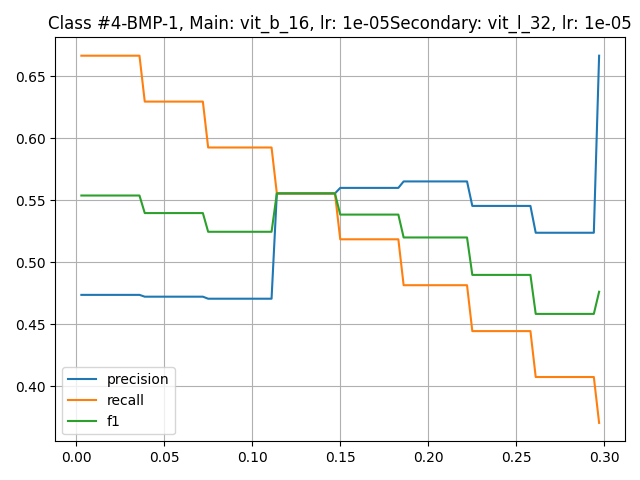 Class #4-BMP-1, Main: vit_b_16, lr: 1e-05Secondary: vit_l_32, lr: 1e-05
0.65
0.60
0.55
0.50
0.45
0.40
precision
recall
f1
0.00 0.05 0.10 0.15 0.20 0.25 0.30